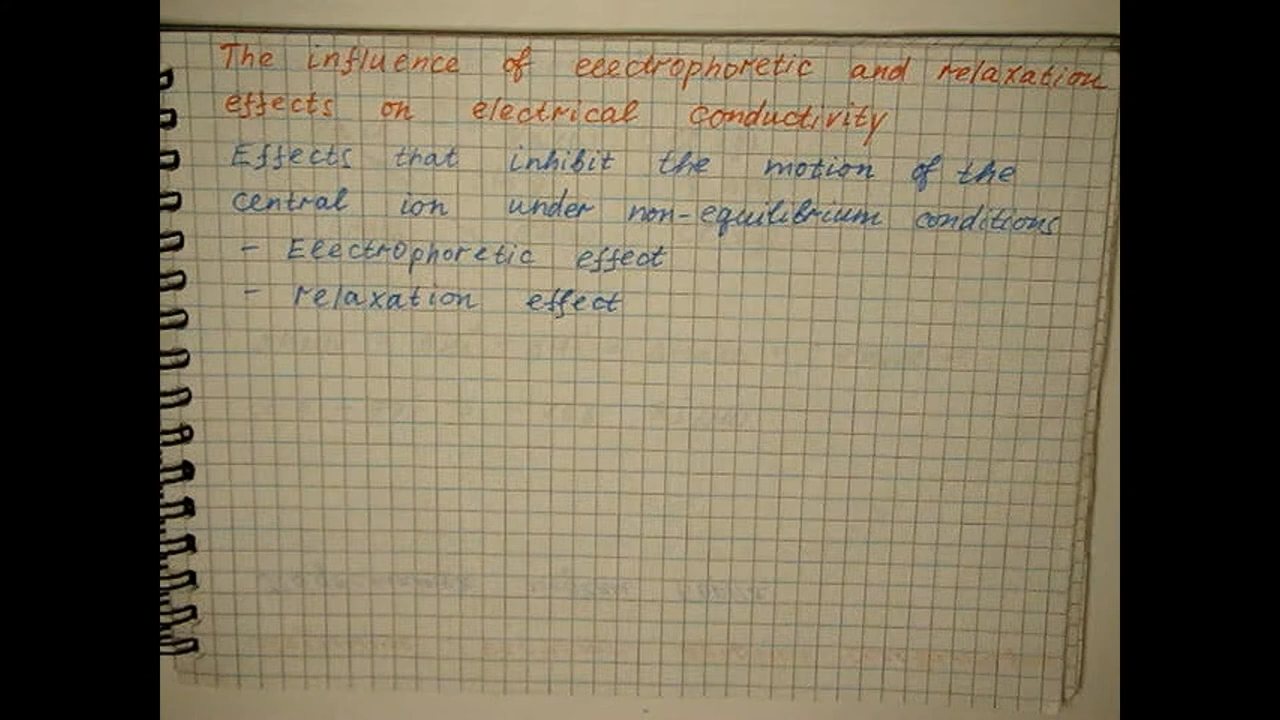 The influence of electrophoretic and relaxation
effects on electrical conductivity
Effects that inhibit the motion of the
central ion under non-equilibrium conditions
- Electrophoretic effect
- relaxation effect